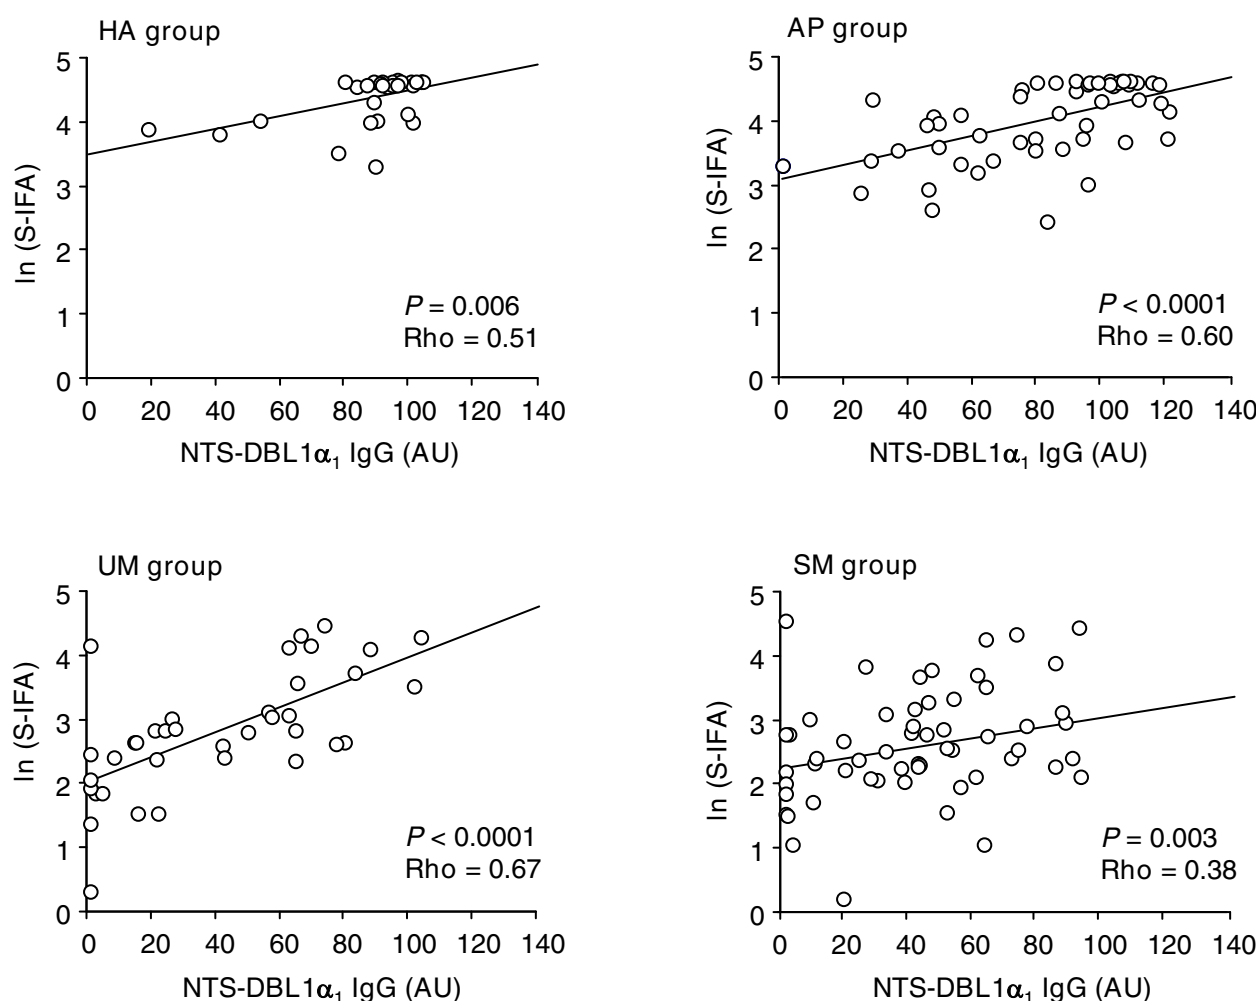 HA group
5
4
3
2
1
0
ln (S-IFA)
P = 0.006
Rho = 0.51
0 20 40 60 80 100 120 140
NTS-DBL1α₁ IgG (AU)
AP group
5
4
3
2
1
0
ln (S-IFA)
P < 0.0001
Rho = 0.60
0 20 40 60 80 100 120 140
NTS-DBL1α₁ IgG (AU)
UM group
5
4
3
2
1
0
ln (S-IFA)
P < 0.0001
Rho = 0.67
0 20 40 60 80 100 120 140
NTS-DBL1α₁ IgG (AU)
SM group
5
4
3
2
1
0
ln (S-IFA)
P = 0.003
Rho = 0.38
0 20 40 60 80 100 120 140
NTS-DBL1α₁ IgG (AU)